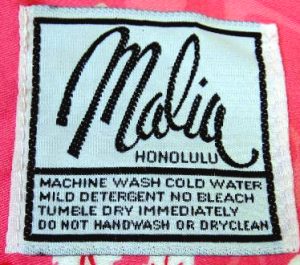 Malia
HONOLULU
MACHINE WASH COLD WATER
MILD DETERGENT NO BLEACH
TUMBLE DRY IMMEDIATELY
DO NOT HANDWASH OR DRYCLEAN